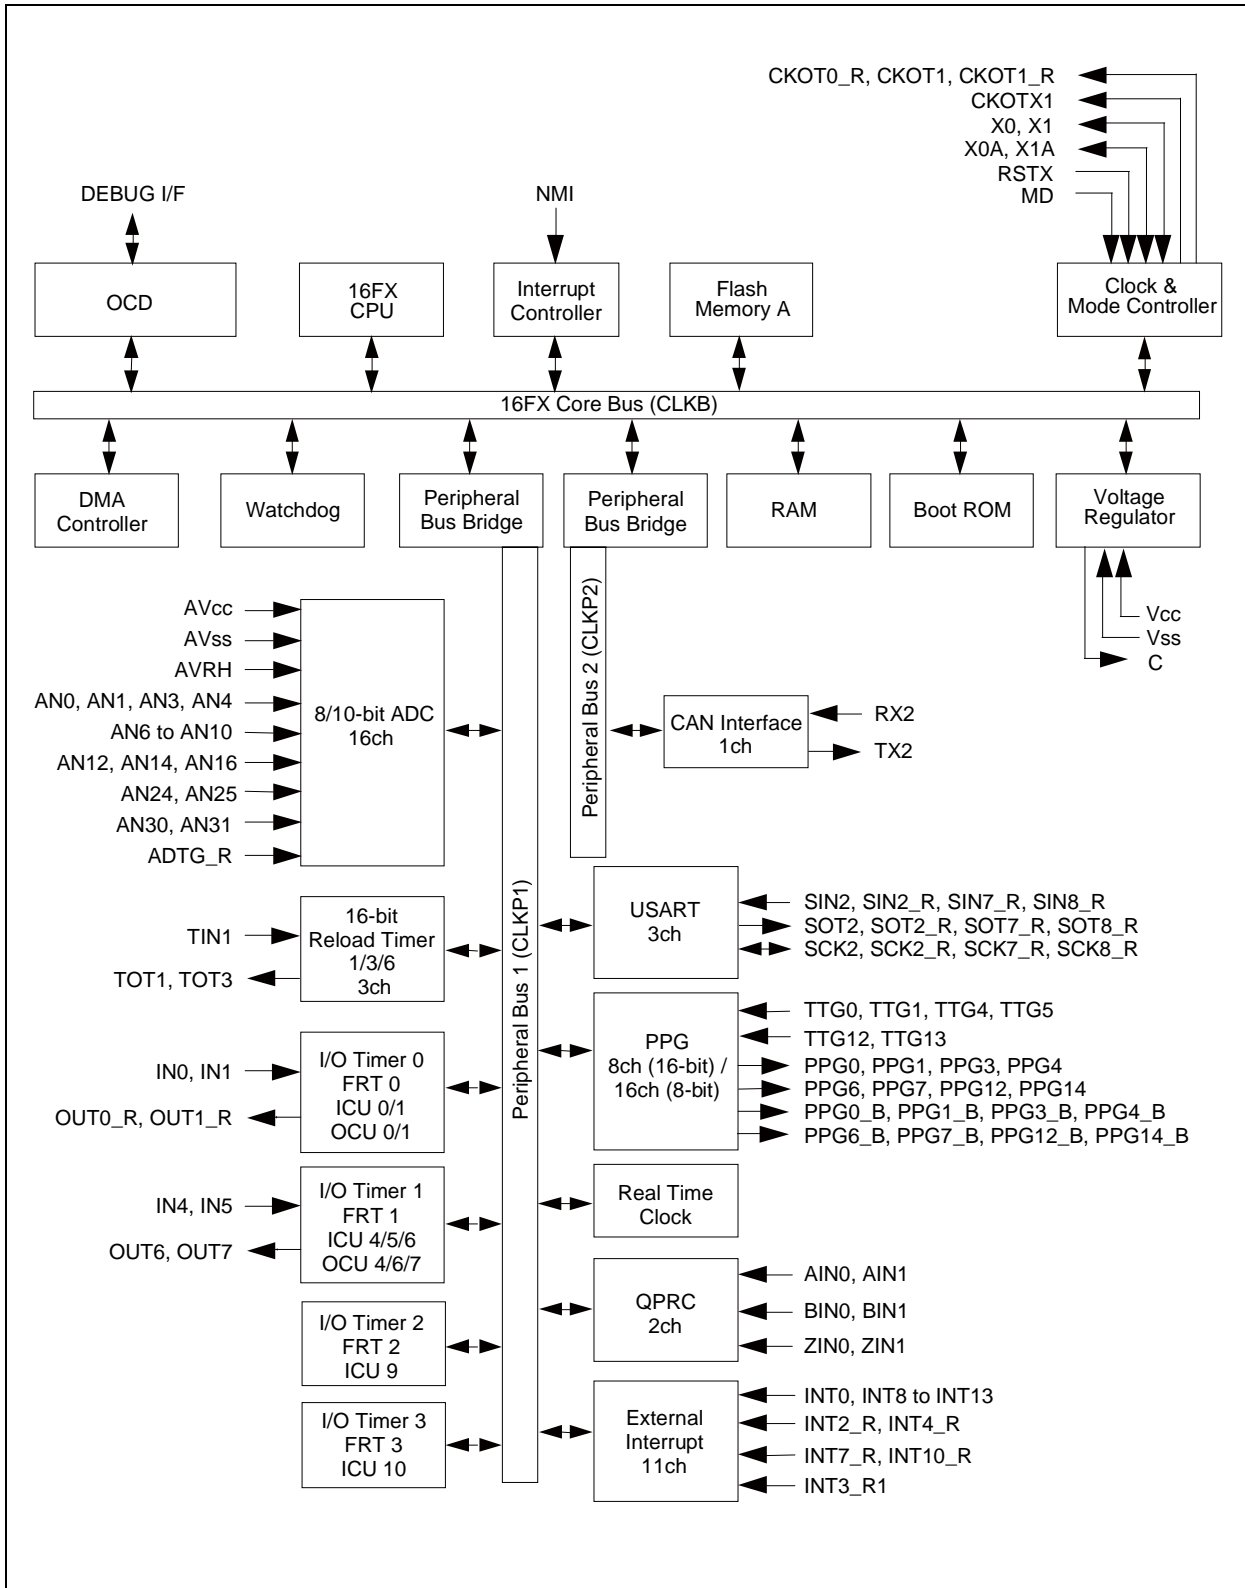 CKOT0_R, CKOT1, CKOT1_R
CKOTX1
X0, X1
X0A, X1A
RSTX
MD
DEBUG I/F
NMI
OCD
16FX
CPU
Interrupt
Controller
Flash
Memory A
Clock &
Mode Controller
16FX Core Bus (CLKB)
DMA
Controller
Watchdog
Peripheral
Bus Bridge
Peripheral
Bus Bridge
RAM
Boot ROM
Voltage
Regulator
Vcc
Vss
C
Peripheral Bus 1 (CLKP1)
Peripheral Bus 2 (CLKP2)
AVcc
AVss
AVRH
AN0, AN1, AN3, AN4
AN6 to AN10
AN12, AN14, AN16
AN24, AN25
AN30, AN31
ADTG_R
8/10-bit ADC
16ch
CAN Interface
1ch
RX2
TX2
TIN1
TOT1, TOT3
16-bit
Reload Timer
1/3/6
3ch
USART
3ch
SIN2, SIN2_R, SIN7_R, SIN8_R
SOT2, SOT2_R, SOT7_R, SOT8_R
SCK2, SCK2_R, SCK7_R, SCK8_R
IN0, IN1
OUT0_R, OUT1_R
I/O Timer 0
FRT 0
ICU 0/1
OCU 0/1
PPG
8ch (16-bit) /
16ch (8-bit)
TTG0, TTG1, TTG4, TTG5
TTG12, TTG13
PPG0, PPG1, PPG3, PPG4
PPG6, PPG7, PPG12, PPG14
PPG0_B, PPG1_B, PPG3_B, PPG4_B
PPG6_B, PPG7_B, PPG12_B, PPG14_B
IN4, IN5
OUT6, OUT7
I/O Timer 1
FRT 1
ICU 4/5/6
OCU 4/6/7
Real Time
Clock
QPRC
2ch
AIN0, AIN1
BIN0, BIN1
ZIN0, ZIN1
I/O Timer 2
FRT 2
ICU 9
I/O Timer 3
FRT 3
ICU 10
External
Interrupt
11ch
INT0, INT8 to INT13
INT2_R, INT4_R
INT7_R, INT10_R
INT3_R1